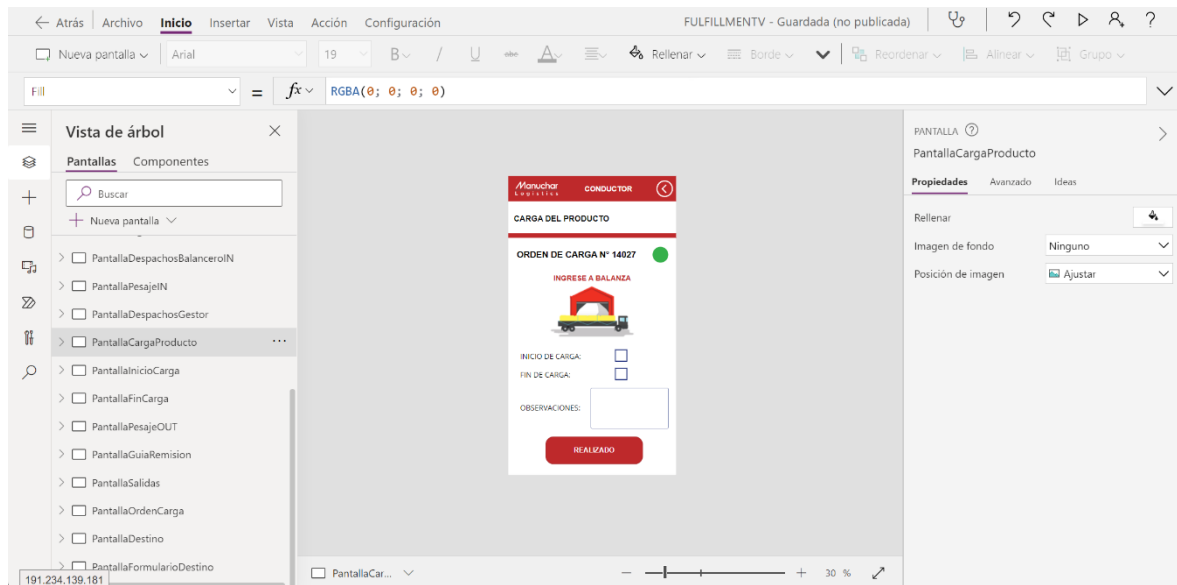 Atrás Archivo Inicio Insertar Vista Acción Configuración FULFILLMENTV - Guardada (no publicada)
Nueva pantalla Arial 19 B / U abc A Rellenar Borde Reordenar Alinear Grupo
Fill = fx RGBA(0; 0; 0; 0)
Vista de árbol
Pantallas Componentes
Buscar
Nueva pantalla
PantallaDespachosBalanceroIN
PantallaPesajeIN
PantallaDespachosGestor
PantallaCargaProducto ...
PantallaInicioCarga
PantallaFinCarga
PantallaPesajeOUT
PantallaGuiaRemision
PantallaSalidas
PantallaOrdenCarga
PantallaDestino
PantallaFormularioDestino
191.234.139.181
Manuchar
Logistics
CONDUCTOR
CARGA DEL PRODUCTO
ORDEN DE CARGA N° 14027
INGRESE A BALANZA
INICIO DE CARGA:
FIN DE CARGA:
OBSERVACIONES:
REALIZADO
PantallaCar... 30 %
PANTALLA
PantallaCargaProducto
Propiedades Avanzado Ideas
Rellenar
Imagen de fondo Ninguno
Posición de imagen Ajustar